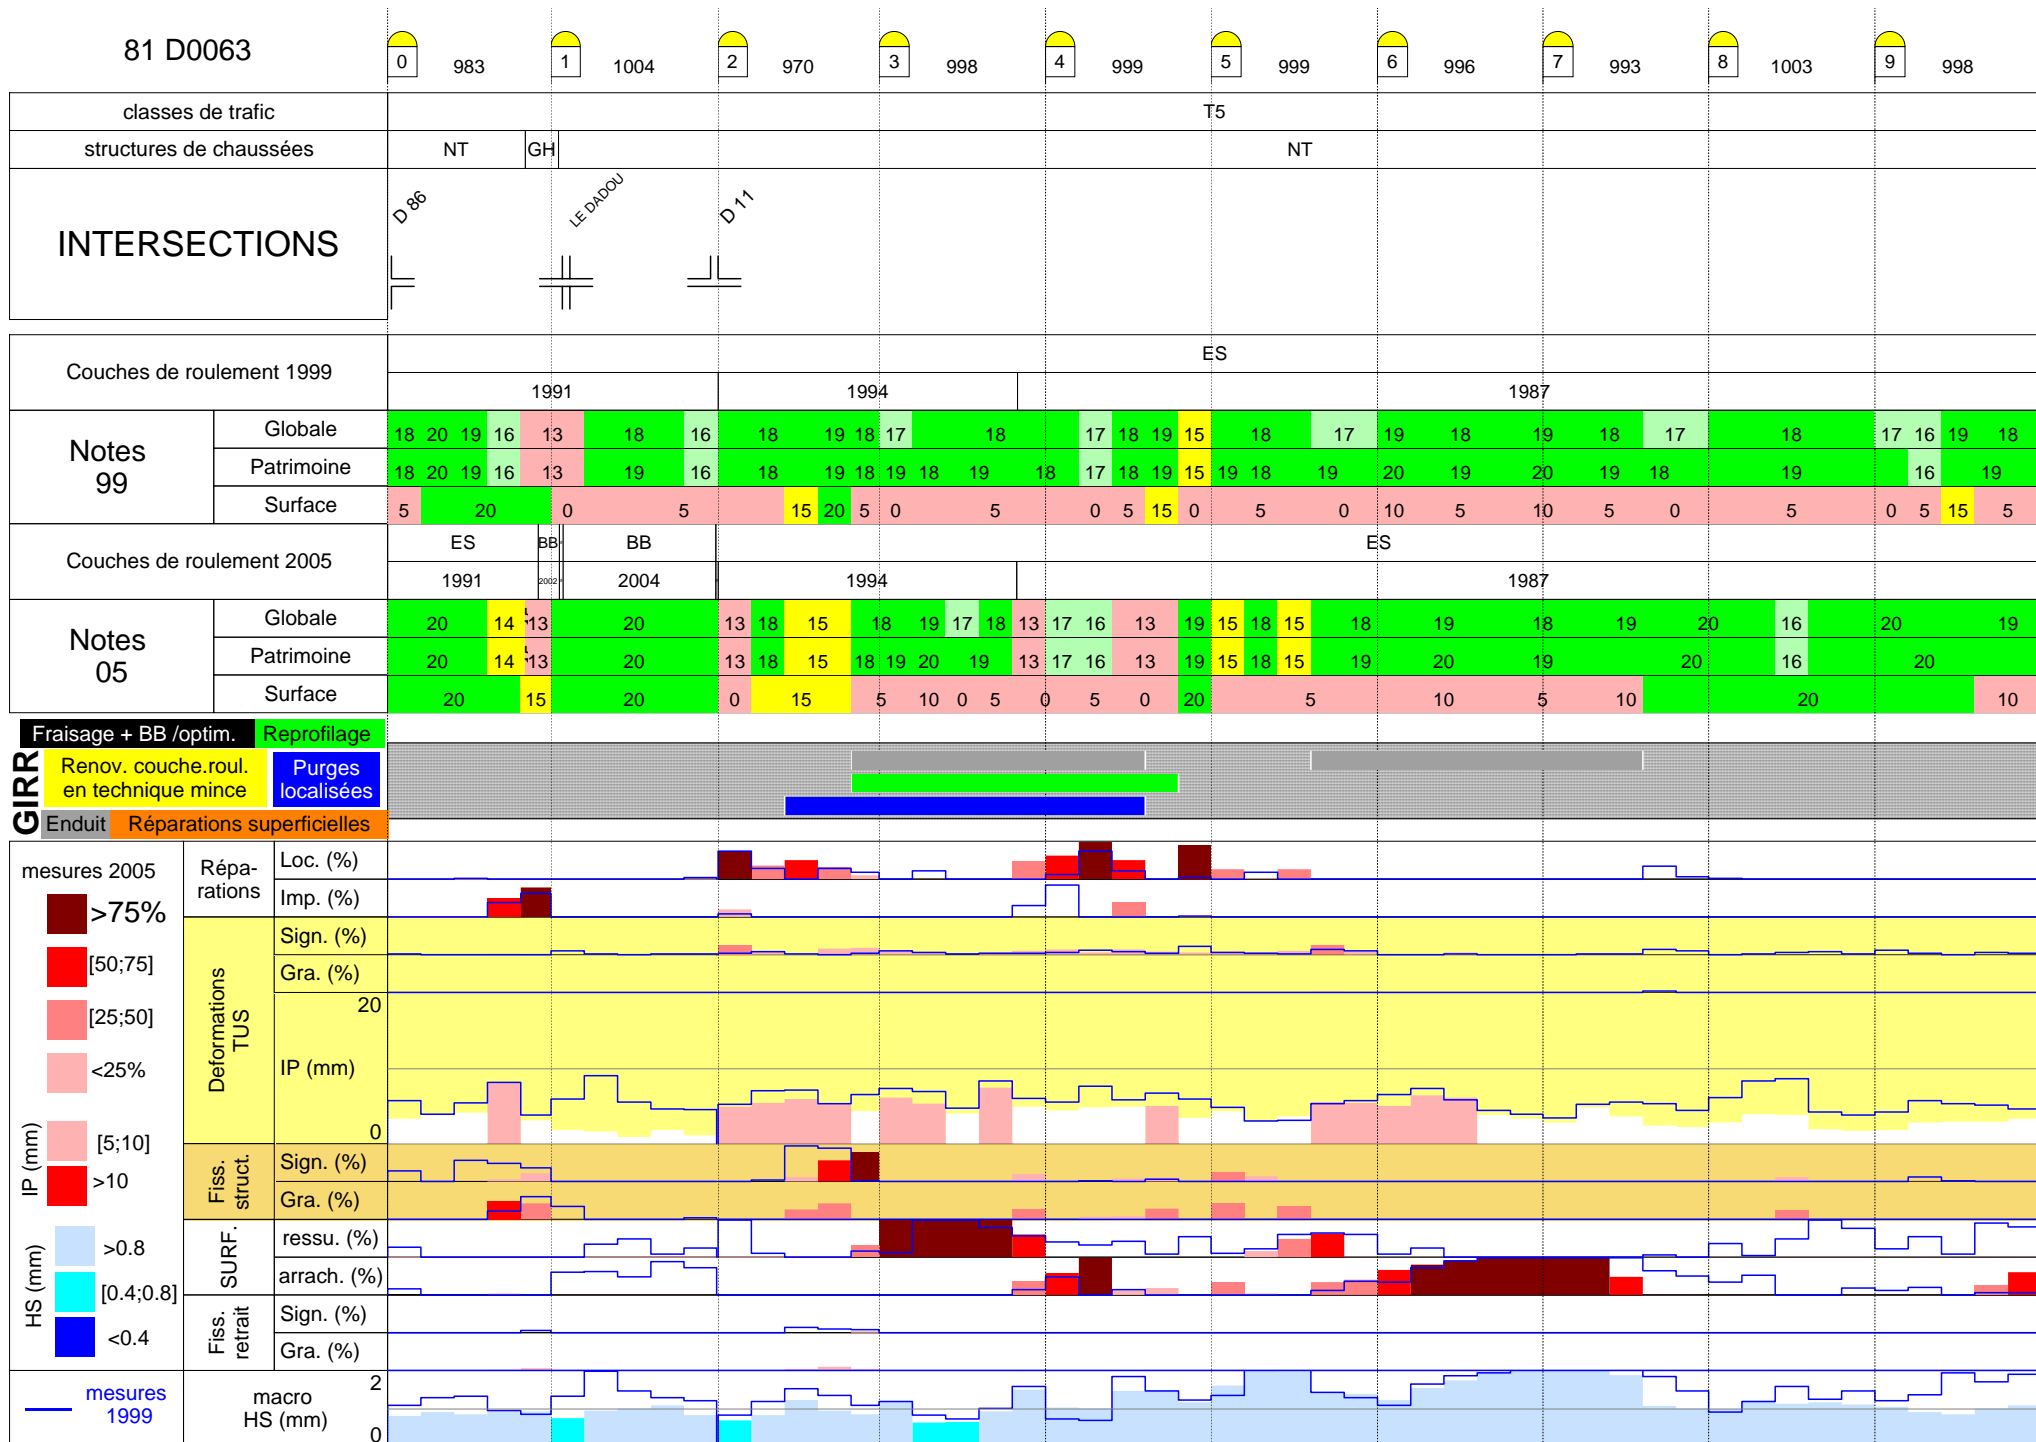 81 D0063
0 983 1 1004 2 970 3 998 4 999 5 999 6 996 7 993 8 1003 9 998
classes de trafic T5
structures de chaussées NT GH NT
INTERSECTIONS D 86 LE DADOU D 11
Couches de roulement 1999 ES
1991 1994 1987
Notes 99
Globale 18 20 19 16 13 18 16 18 19 18 17 18 17 18 19 15 18 17 19 18 19 18 17 18 17 16 19 18
Patrimoine 18 20 19 16 13 19 16 18 19 18 19 18 19 18 17 18 19 15 19 18 19 20 19 20 19 18 19 16 19
Surface 5 20 0 5 15 20 5 0 5 0 5 15 0 5 0 10 5 10 5 0 5 0 5 15 5
Couches de roulement 2005 ES BB BB ES
1991 2002 2004 1994 1987
Notes 05
Globale 20 14 13 20 13 18 15 18 19 17 18 13 17 16 13 19 15 18 15 18 19 18 19 20 16 20 19
Patrimoine 20 14 13 20 13 18 15 18 19 20 19 13 17 16 13 19 15 18 15 19 20 19 20 16 20
Surface 20 15 20 0 15 5 10 0 5 0 5 0 20 5 10 5 10 20 10
GIRR
Fraisage + BB /optim. Reprofilage
Renov. couche.roul. en technique mince
Purges localisées
Enduit Réparations superficielles
mesures 2005
>75%
[50;75]
[25;50]
<25%
IP (mm)
[5;10]
>10
HS (mm)
>0.8
[0.4;0.8]
<0.4
mesures 1999
Répa-
rations
Loc. (%)
Imp. (%)
Deformations TUS
Sign. (%)
Gra. (%)
20
IP (mm)
0
Fiss. struct.
Sign. (%)
Gra. (%)
SURF.
ressu. (%)
arrach. (%)
Fiss. retrait
Sign. (%)
Gra. (%)
macro
HS (mm)
2
0